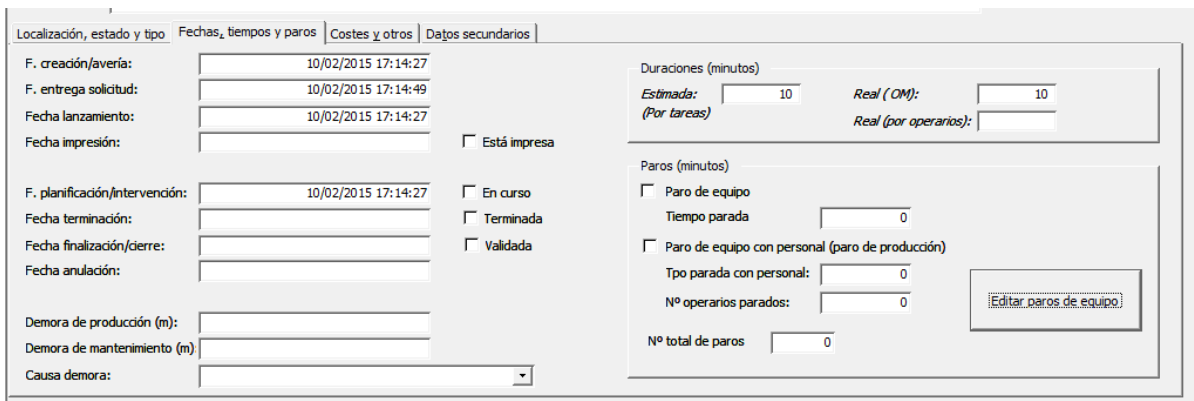 Localización, estado y tipo Fechas, tiempos y paros Costes y otros Datos secundarios
F. creación/avería: 10/02/2015 17:14:27
F. entrega solicitud: 10/02/2015 17:14:49
Fecha lanzamiento: 10/02/2015 17:14:27
Fecha impresión: Está impresa
F. planificación/intervención: 10/02/2015 17:14:27 En curso
Fecha terminación: Terminada
Fecha finalización/cierre: Validada
Fecha anulación:
Demora de producción (m):
Demora de mantenimiento (m):
Causa demora:
Duraciones (minutos)
Estimada: 10 Real ( OM): 10
(Por tareas) Real (por operarios):
Paros (minutos)
Paro de equipo
Tiempo parada 0
Paro de equipo con personal (paro de producción)
Tpo parada con personal: 0
Nº operarios parados: 0
Editar paros de equipo
Nº total de paros 0